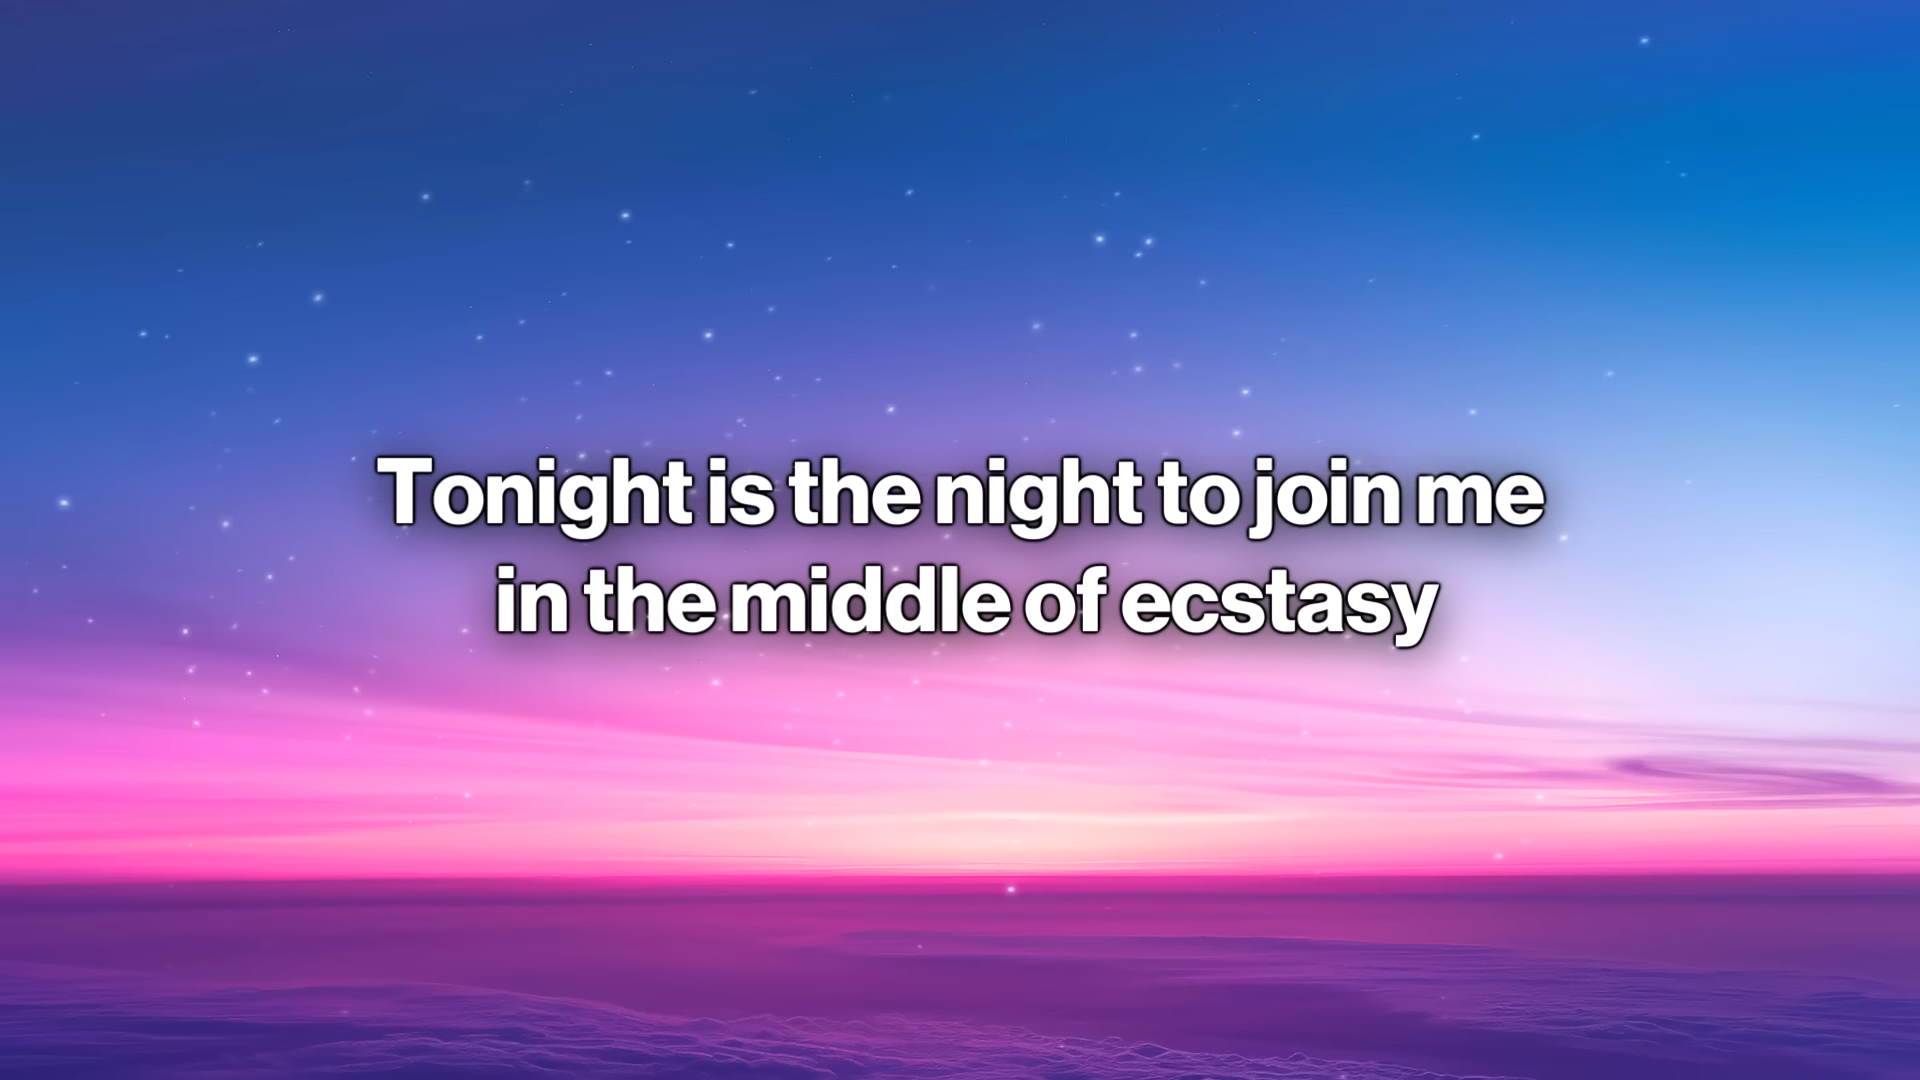 Tonight is the night to join me
in the middle of ecstasy